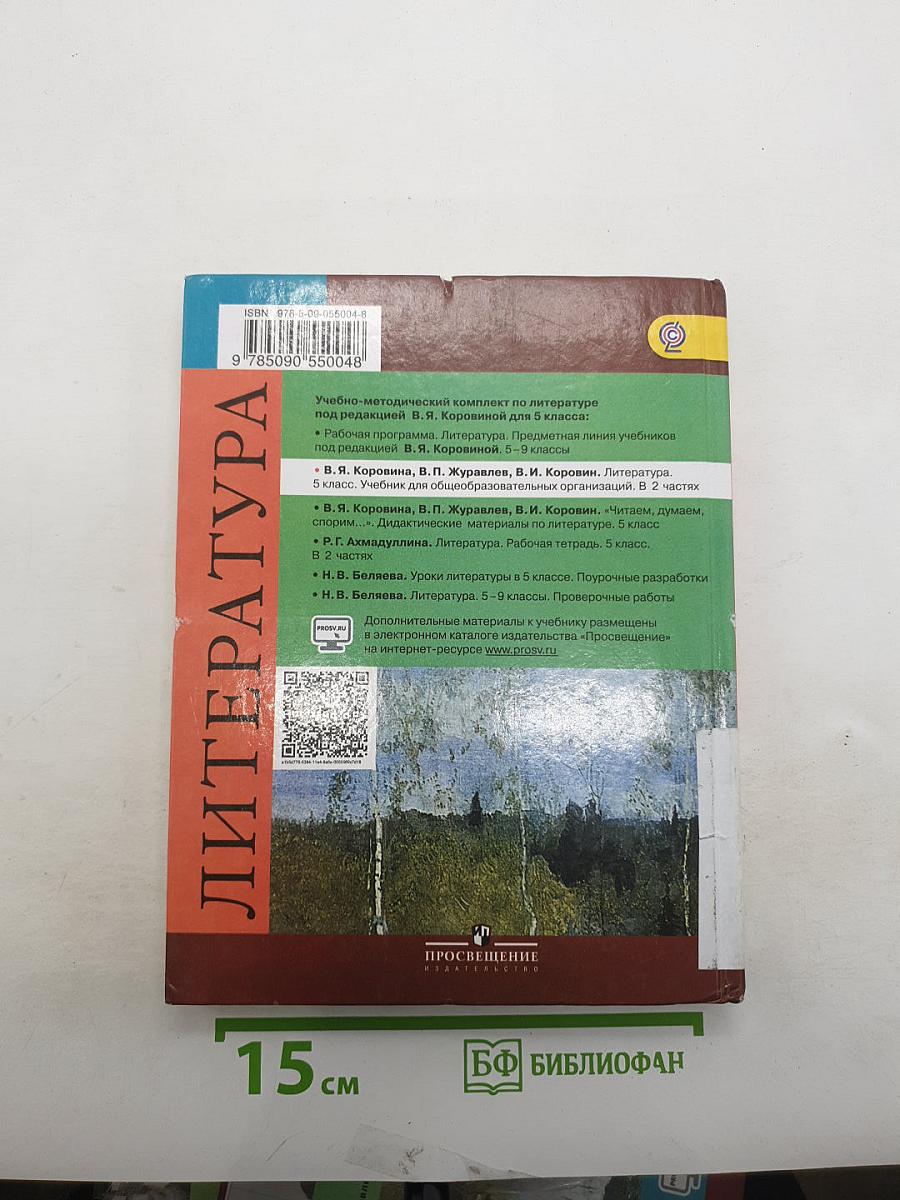 ISBN 978-5-09-055004-8
9 785090 550048
ЛИТЕРАТУРА
Учебно-методический комплект по литературе
под редакцией В. Я. Коровиной для 5 класса:
• Рабочая программа. Литература. Предметная линия учебников
под редакцией В. Я. Коровиной. 5–9 классы
• В. Я. Коровина, В. П. Журавлев, В. И. Коровин. Литература.
5 класс. Учебник для общеобразовательных организаций. В 2 частях
• В. Я. Коровина, В. П. Журавлев, В. И. Коровин. «Читаем, думаем,
спорим...». Дидактические материалы по литературе. 5 класс
• Р. Г. Ахмадуллина. Литература. Рабочая тетрадь. 5 класс.
В 2 частях
• Н. В. Беляева. Уроки литературы в 5 классе. Поурочные разработки
• Н. В. Беляева. Литература. 5–9 классы. Проверочные работы
PROSV.RU
Дополнительные материалы к учебнику размещены
в электронном каталоге издательства «Просвещение»
на интернет-ресурсе www.prosv.ru
ПРОСВЕЩЕНИЕ
ИЗДАТЕЛЬСТВО
15 см
БФ БИБЛИОФАН